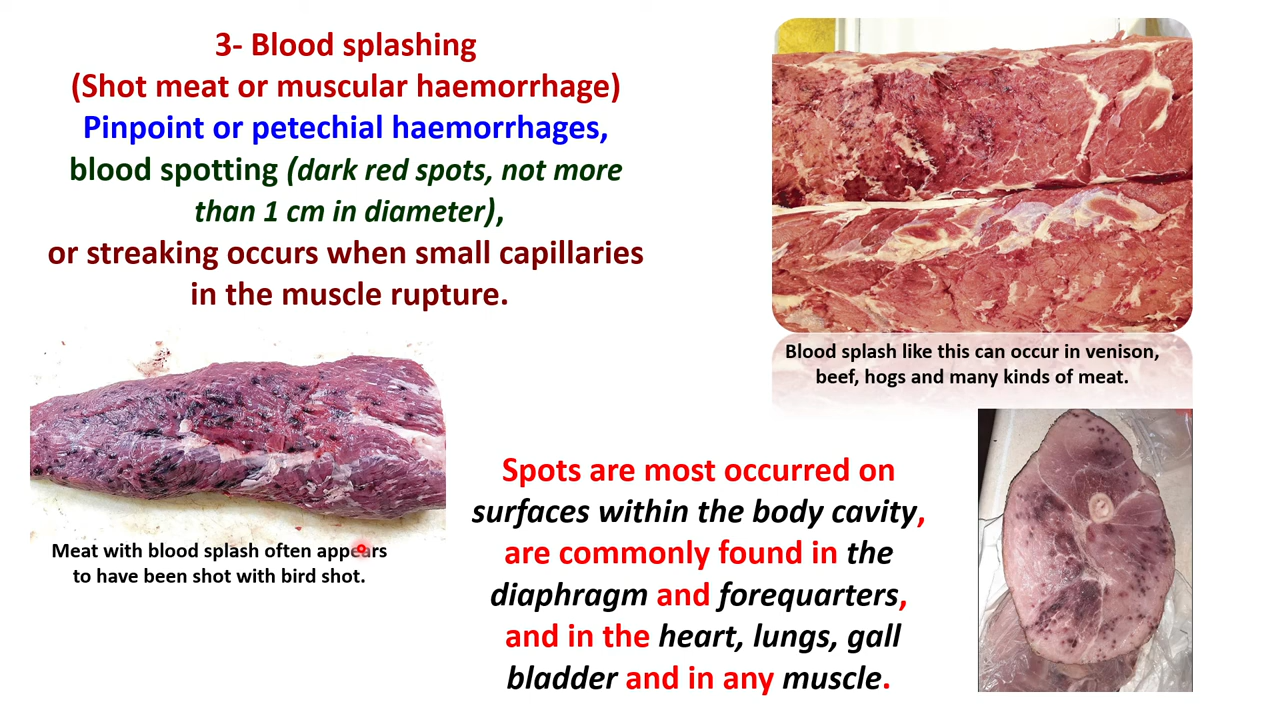 3- Blood splashing
(Shot meat or muscular haemorrhage)
Pinpoint or petechial haemorrhages,
blood spotting (dark red spots, not more
than 1 cm in diameter),
or streaking occurs when small capillaries
in the muscle rupture.
Blood splash like this can occur in venison,
beef, hogs and many kinds of meat.
Meat with blood splash often appears
to have been shot with bird shot.
Spots are most occurred on
surfaces within the body cavity,
are commonly found in the
diaphragm and forequarters,
and in the heart, lungs, gall
bladder and in any muscle.